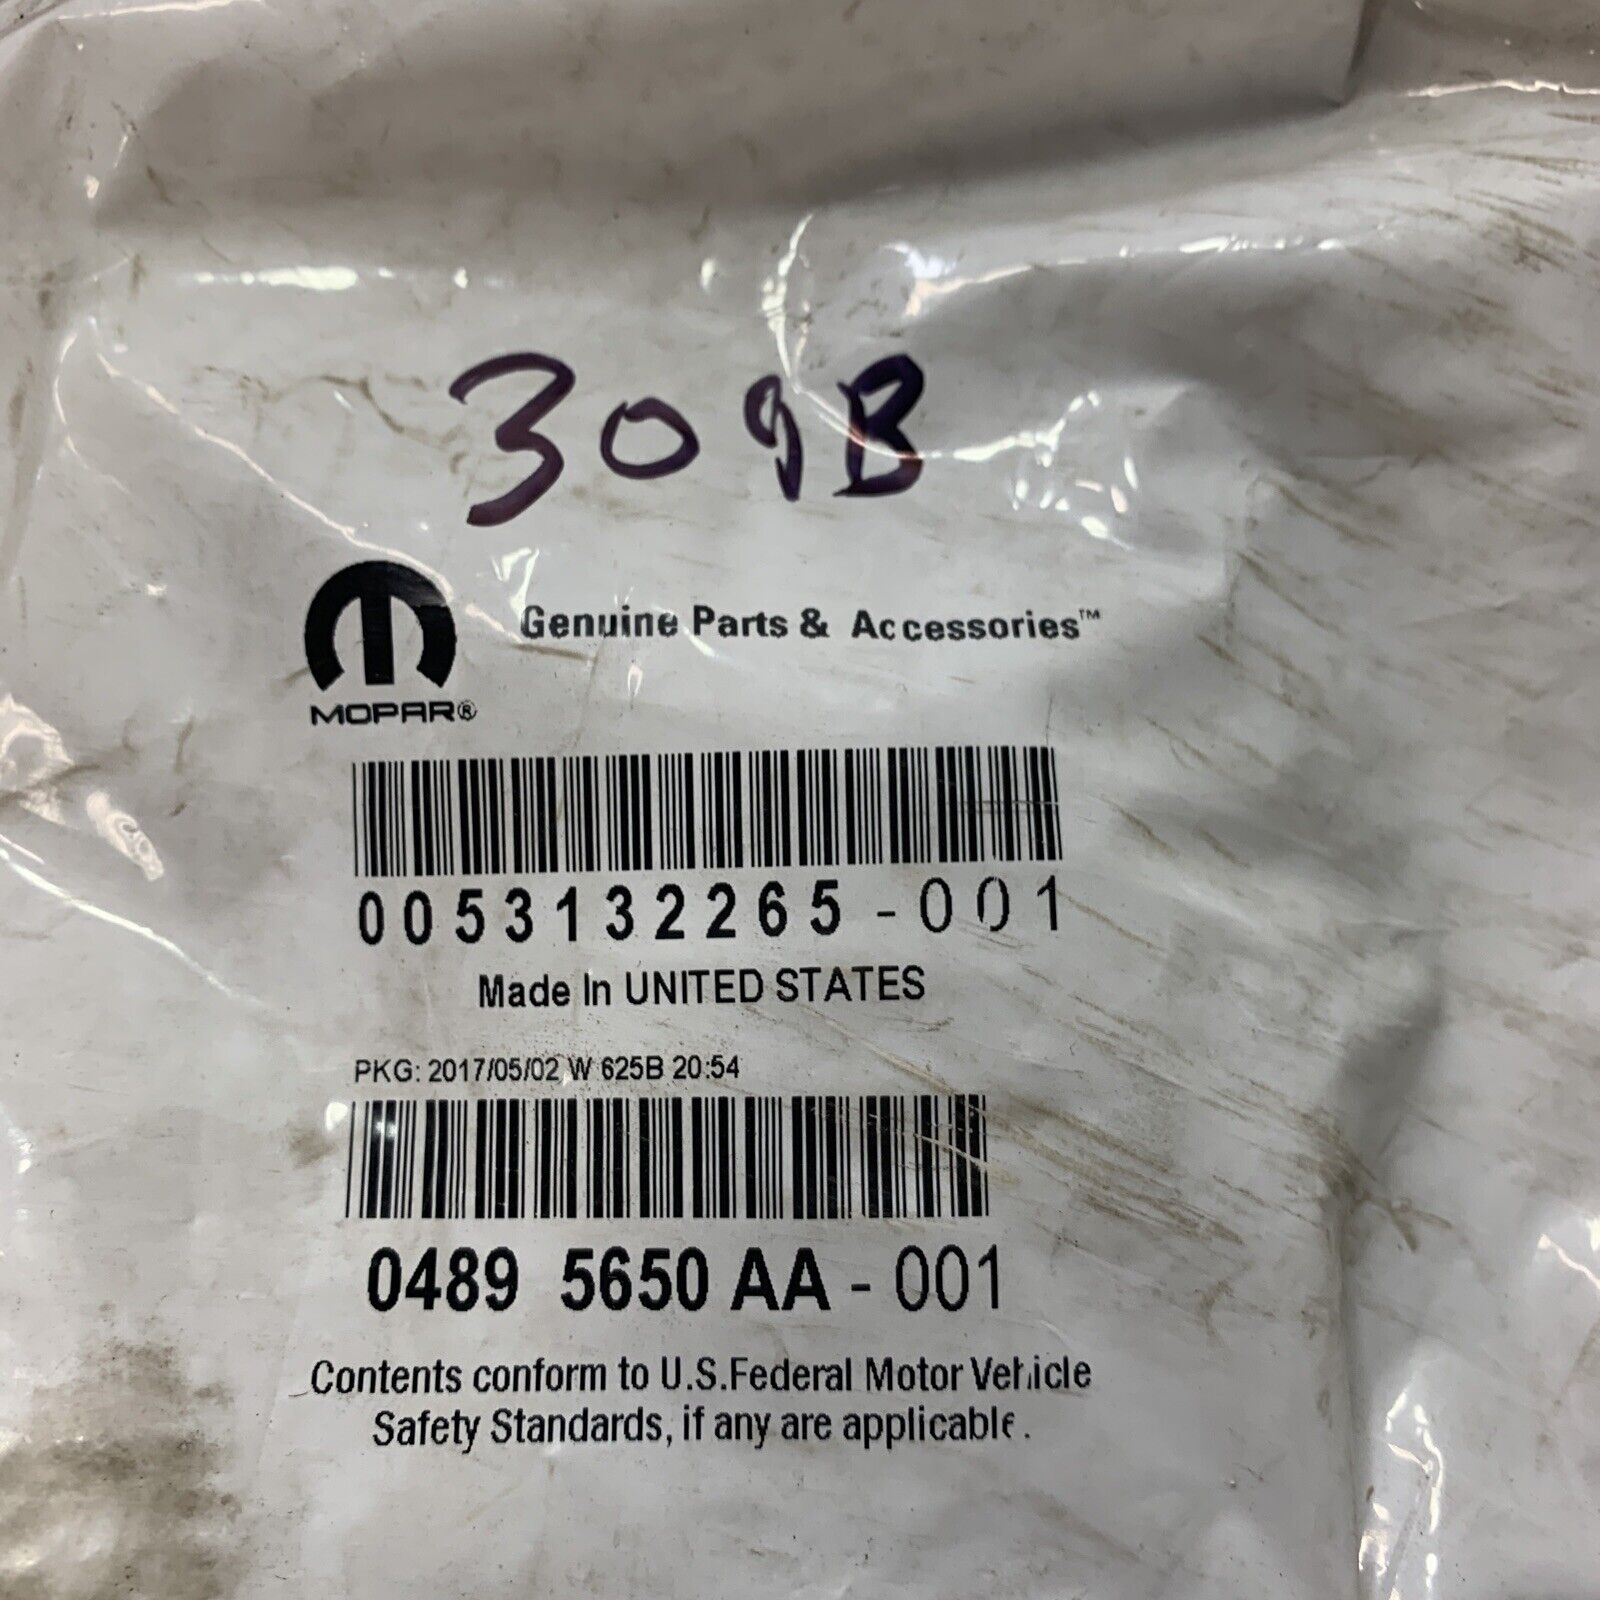 309B
Genuine Parts & Accessories™
MOPAR®
0053132265-001
Made In UNITED STATES
PKG: 2017/05/02 W 625B 20:54
0489 5650 AA - 001
Contents conform to U.S.Federal Motor Vehicle
Safety Standards, if any are applicable.